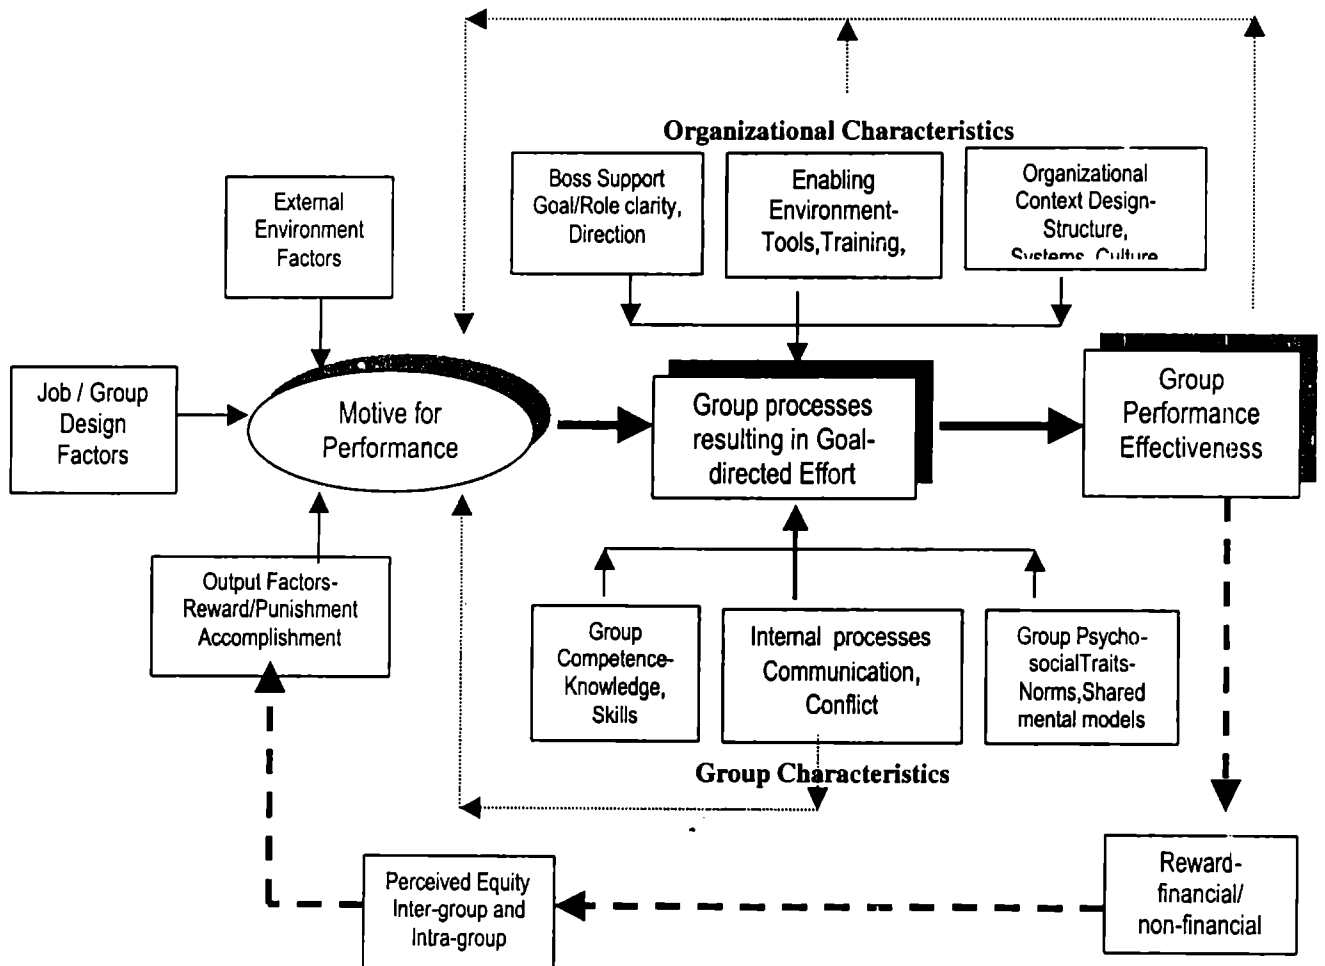 Organizational Characteristics
Boss Support
Goal/Role clarity,
Direction
Enabling
Environment-
Tools,Training,
Organizational
Context Design-
Structure,
Systems, Culture
External
Environment
Factors
Job / Group
Design
Factors
Motive for
Performance
Group processes
resulting in Goal-
directed Effort
Group
Performance
Effectiveness
Output Factors-
Reward/Punishment
Accomplishment
Group
Competence-
Knowledge,
Skills
Internal processes
Communication,
Conflict
Group Psycho-
socialTraits-
Norms,Shared
mental models
Group Characteristics
Perceived Equity
Inter-group and
Intra-group
Reward-
financial/
non-financial